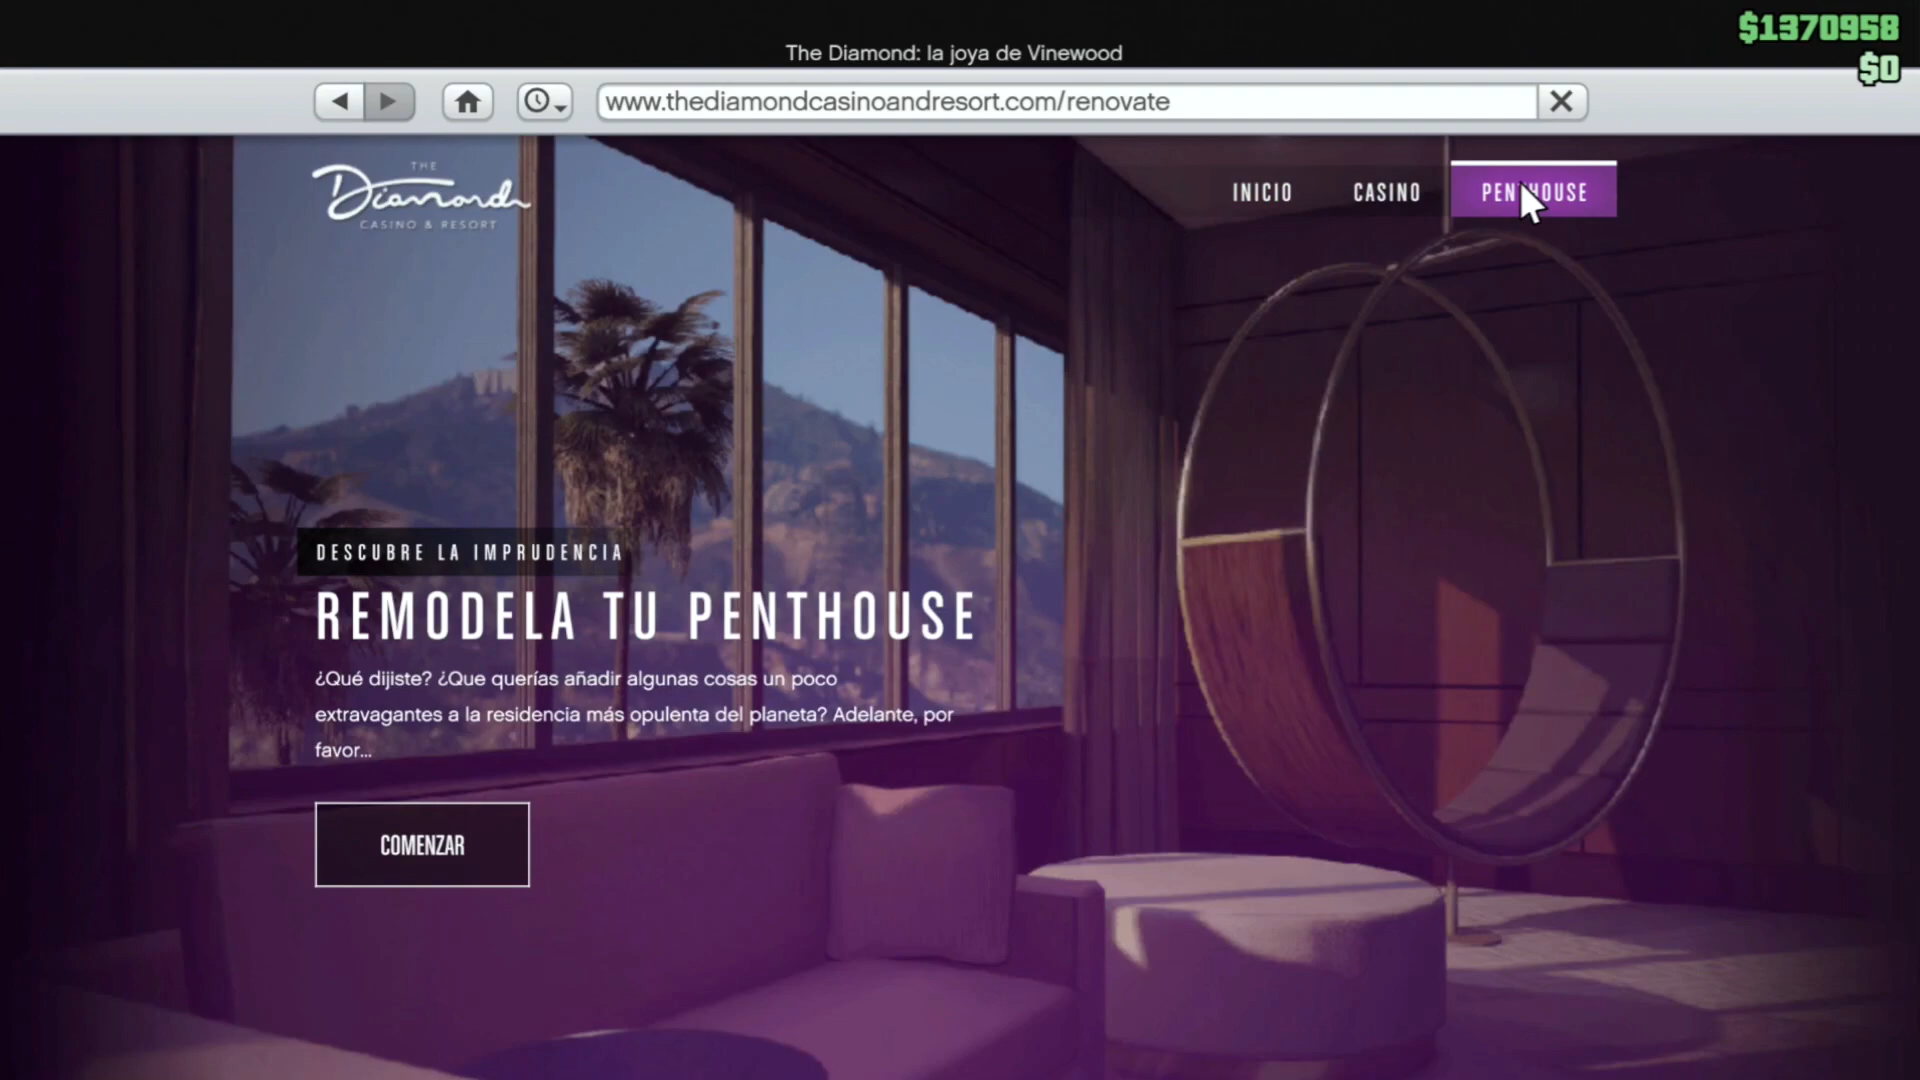 $1370958
The Diamond: la joya de Vinewood
$0
www.thediamondcasinoandresort.com/renovate
THE
Diamond
CASINO & RESORT
INICIO CASINO PENTHOUSE
DESCUBRE LA IMPRUDENCIA
REMODELA TU PENTHOUSE
¿Qué dijiste? ¿Que querías añadir algunas cosas un poco
extravagantes a la residencia más opulenta del planeta? Adelante, por
favor...
COMENZAR